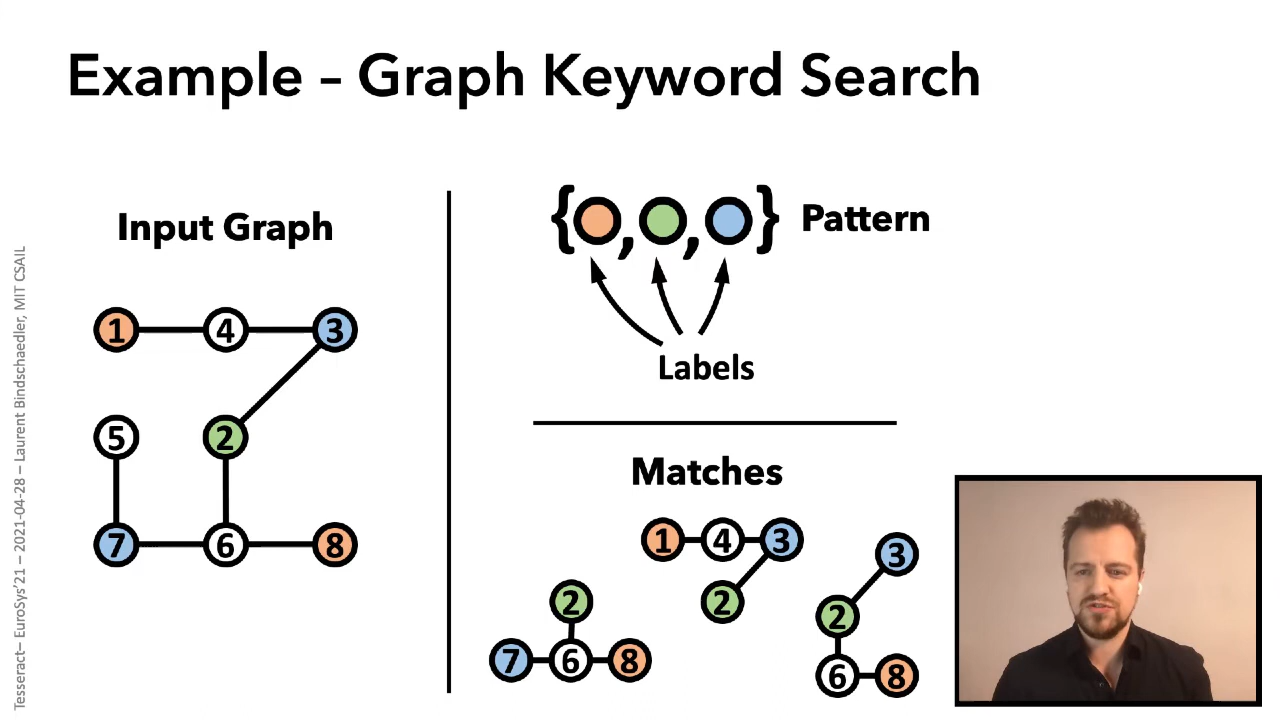 Example – Graph Keyword Search
Tesseract– EuroSys'21 – 2021-04-28 – Laurent Bindschaedler, MIT CSAIL
Input Graph
1 4 3
5 2
7 6 8
{ , , } Pattern
Labels
Matches
1 4 3
2
2
7 6 8
3
2
6 8